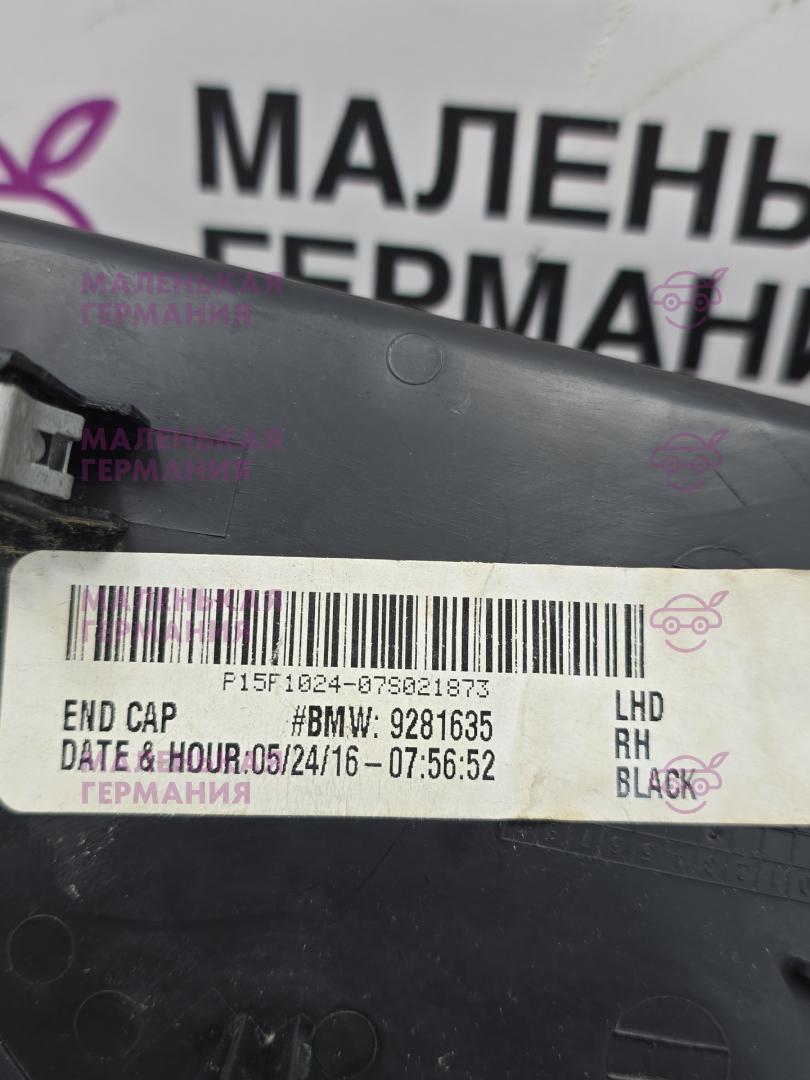 МАЛЕНЬ
ГЕРМАНИ
МАЛЕНЬКАЯ
ГЕРМАНИЯ
МАЛЕНЬКАЯ
ГЕРМАНИЯ
МАЛЕНЬКАЯ
ГЕРМАНИЯ
P15F1024-07S021873
END CAP #BMW: 9281635 LHD
RH
DATE & HOUR:05/24/16-07:56:52
BLACK
МАЛЕНЬКАЯ
ГЕРМАНИЯ